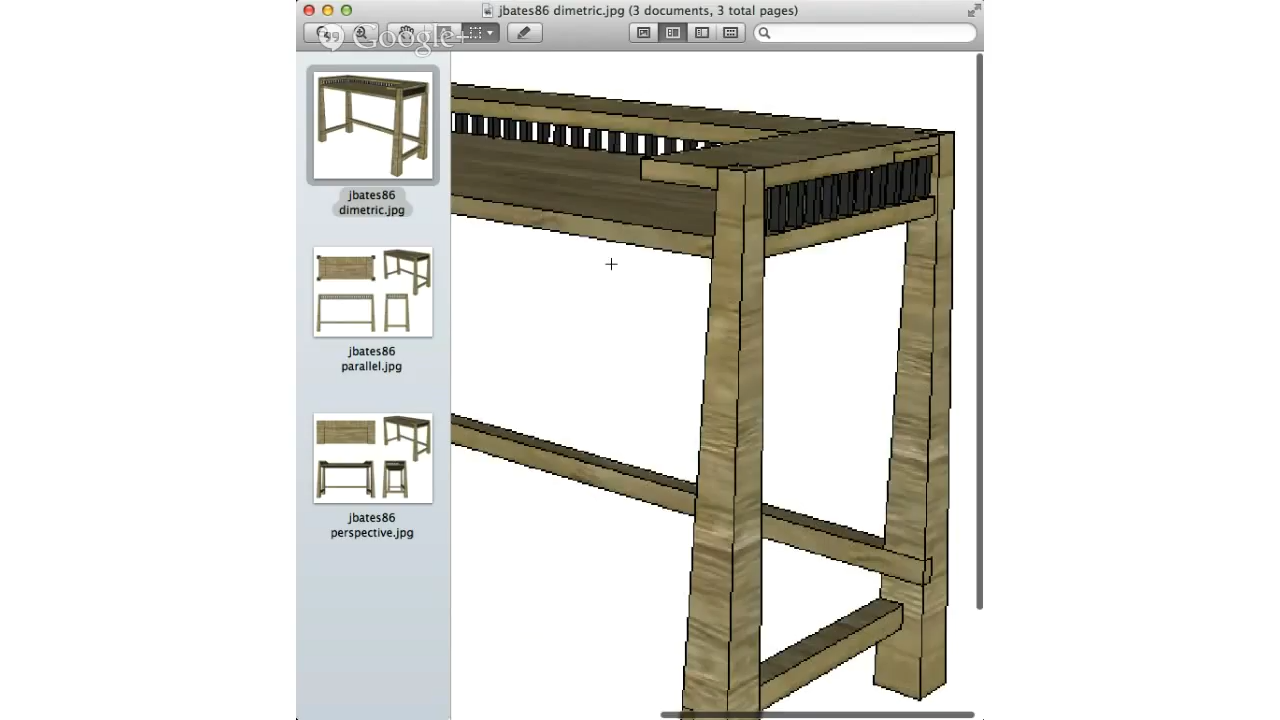 jbates86 dimetric.jpg (3 documents, 3 total pages)
Google+
jbates86
dimetric.jpg
jbates86
parallel.jpg
jbates86
perspective.jpg